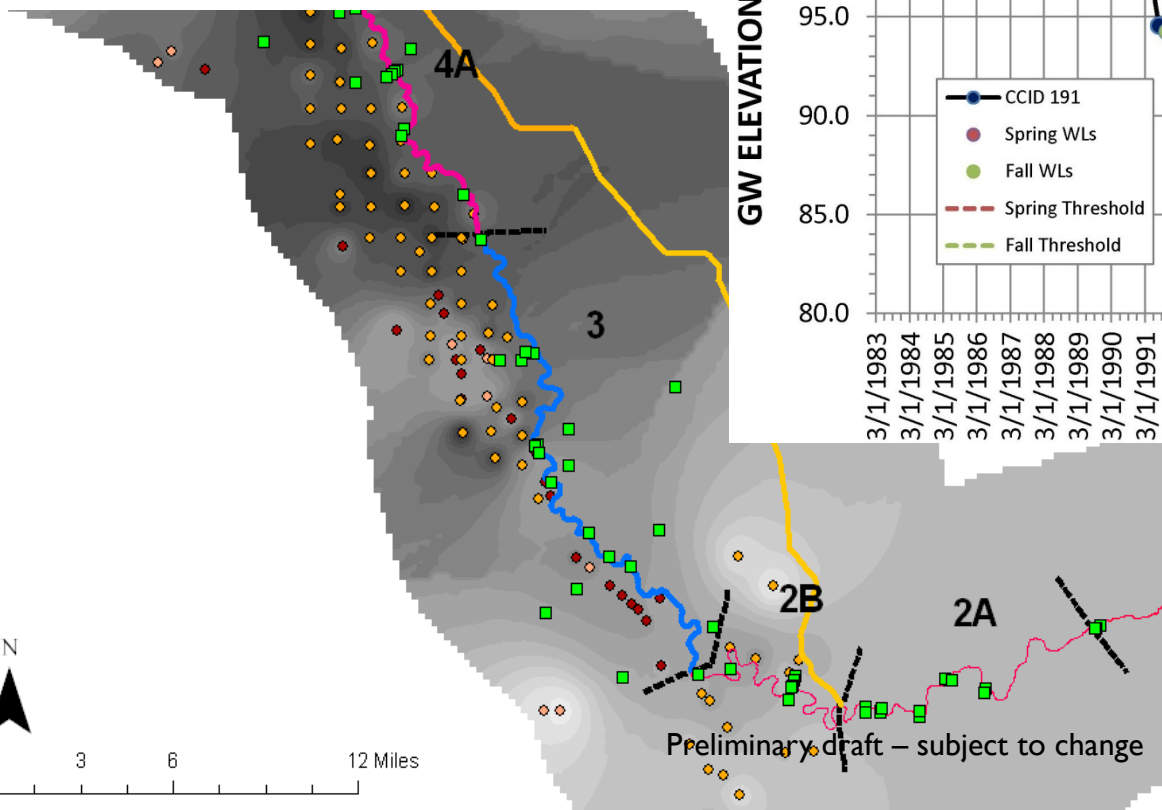 4A
3
2B
2A
N
3 6 12 Miles
Preliminary draft – subject to change
GW ELEVATION
95.0
90.0
85.0
80.0
CCID 191
Spring WLs
Fall WLs
Spring Threshold
Fall Threshold
3/1/1983
3/1/1984
3/1/1985
3/1/1986
3/1/1987
3/1/1988
3/1/1989
3/1/1990
3/1/1991